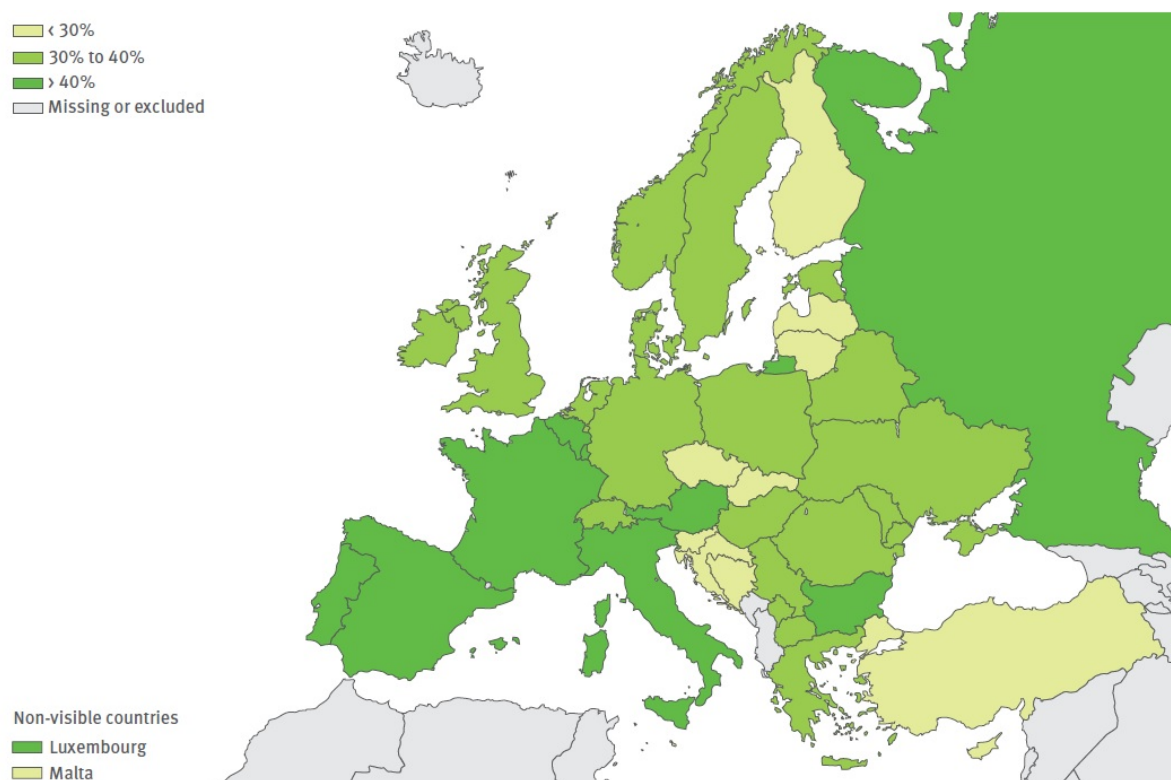 < 30%
30% to 40%
> 40%
Missing or excluded
Non-visible countries
Luxembourg
Malta